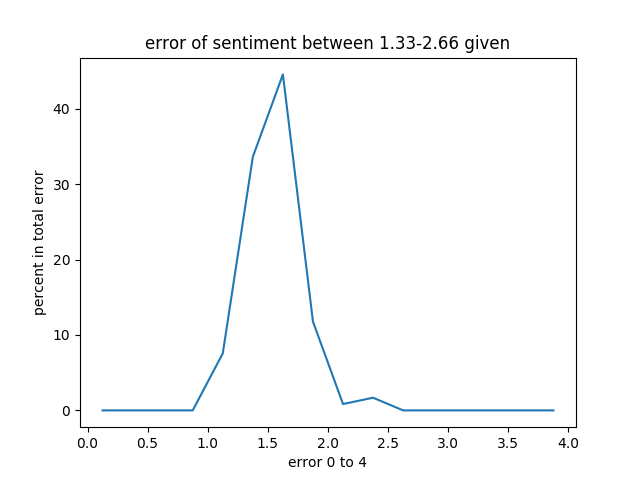 error of sentiment between 1.33-2.66 given
percent in total error
40
30
20
10
0
0.0 0.5 1.0 1.5 2.0 2.5 3.0 3.5 4.0
error 0 to 4